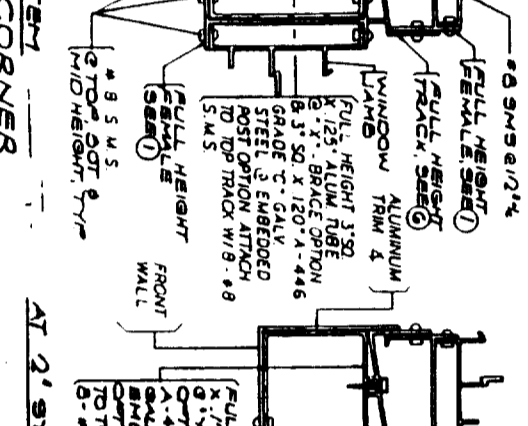 #8 SMS @ 12" ¢
FULL HEIGHT
FEMALE, SEE ①
FULL HEIGHT
TRACK, SEE ⑥
WINDOW
JAMB
ALUMINUM
TRIM &
FULL HEIGHT 3" SQ.
X .125" ALUM TUBE
@ "X" - BRACE OPTION
& 3" SQ. X .120" A-446
GRADE "C" GALV.
STEEL @ EMBEDDED
POST OPTION ATTACH
TO TOP TRACK W/ 8 - #8
S.M.S.
FULL HEIGHT
FEMALE
SEE ①
#8 S.M.S.
@ TOP, BOT &
MID HEIGHT, TYP
CORNER
FRONT
WALL
AT 2'